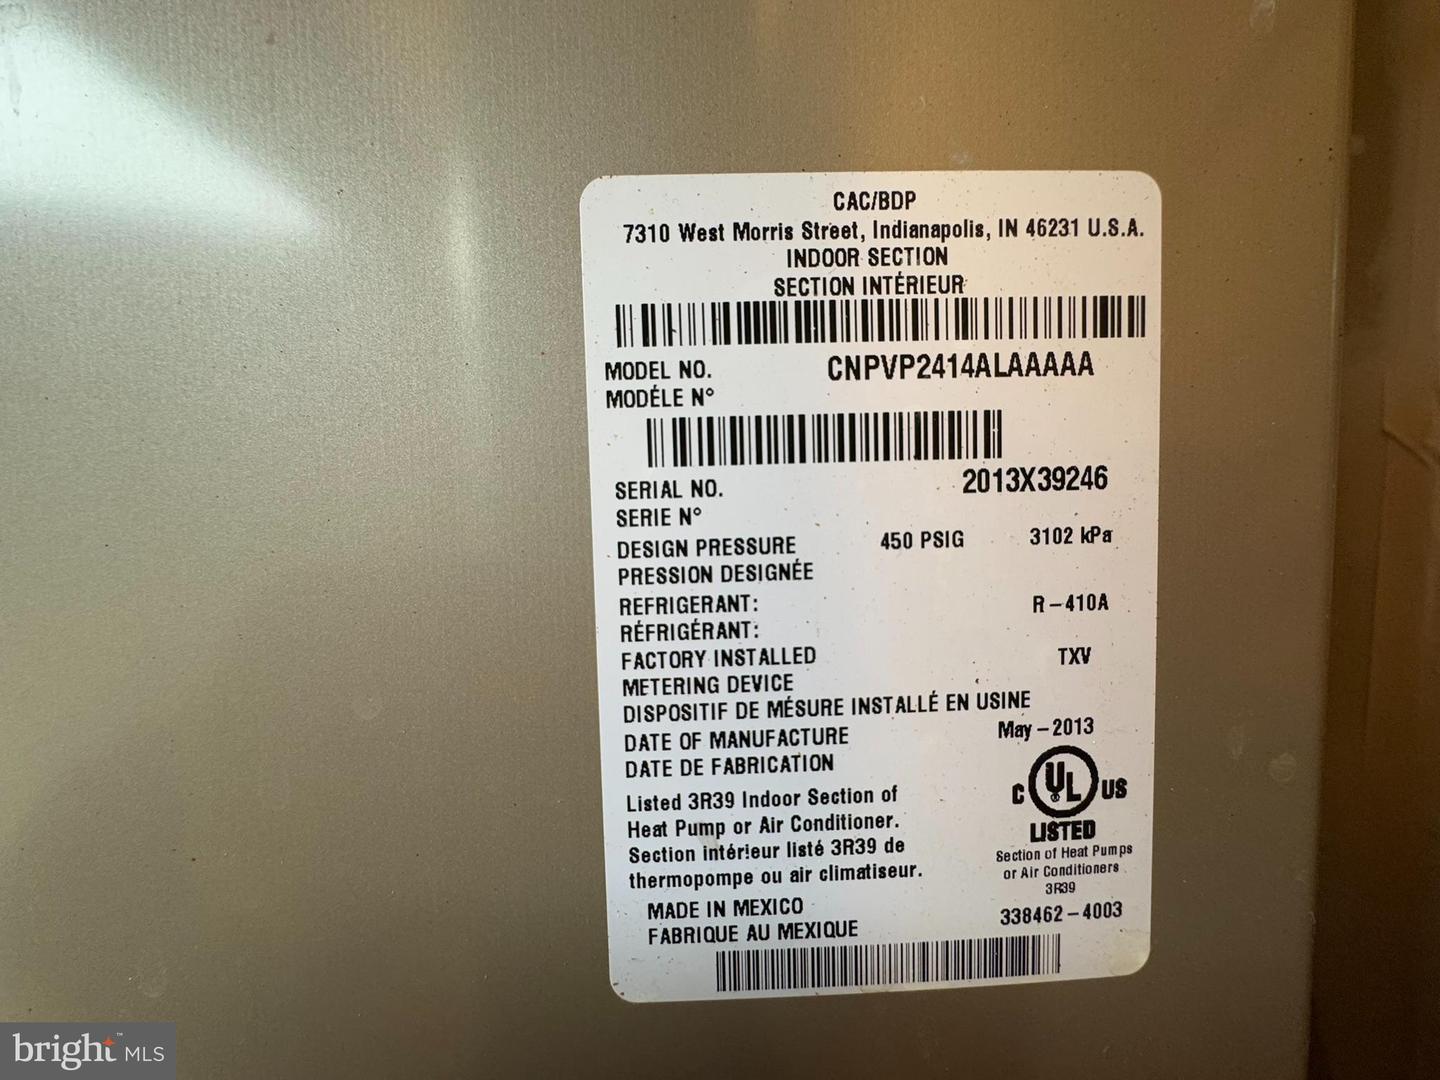 CAC/BDP
7310 West Morris Street, Indianapolis, IN 46231 U.S.A.
INDOOR SECTION
SECTION INTÉRIEUR
MODEL NO. CNPVP2414ALAAAAA
MODÉLE N°
SERIAL NO. 2013X39246
SERIE N°
DESIGN PRESSURE 450 PSIG 3102 kPa
PRESSION DESIGNÉE
REFRIGERANT: R-410A
RÉFRIGÉRANT:
FACTORY INSTALLED TXV
METERING DEVICE
DISPOSITIF DE MÉSURE INSTALLÉ EN USINE
DATE OF MANUFACTURE May-2013
DATE DE FABRICATION
Listed 3R39 Indoor Section of
Heat Pump or Air Conditioner.
Section intérieur listé 3R39 de
thermopompe ou air climatiseur.
C UL US
LISTED
Section of Heat Pumps
or Air Conditioners
3R39
MADE IN MEXICO 338462-4003
FABRIQUE AU MEXIQUE
bright™ MLS